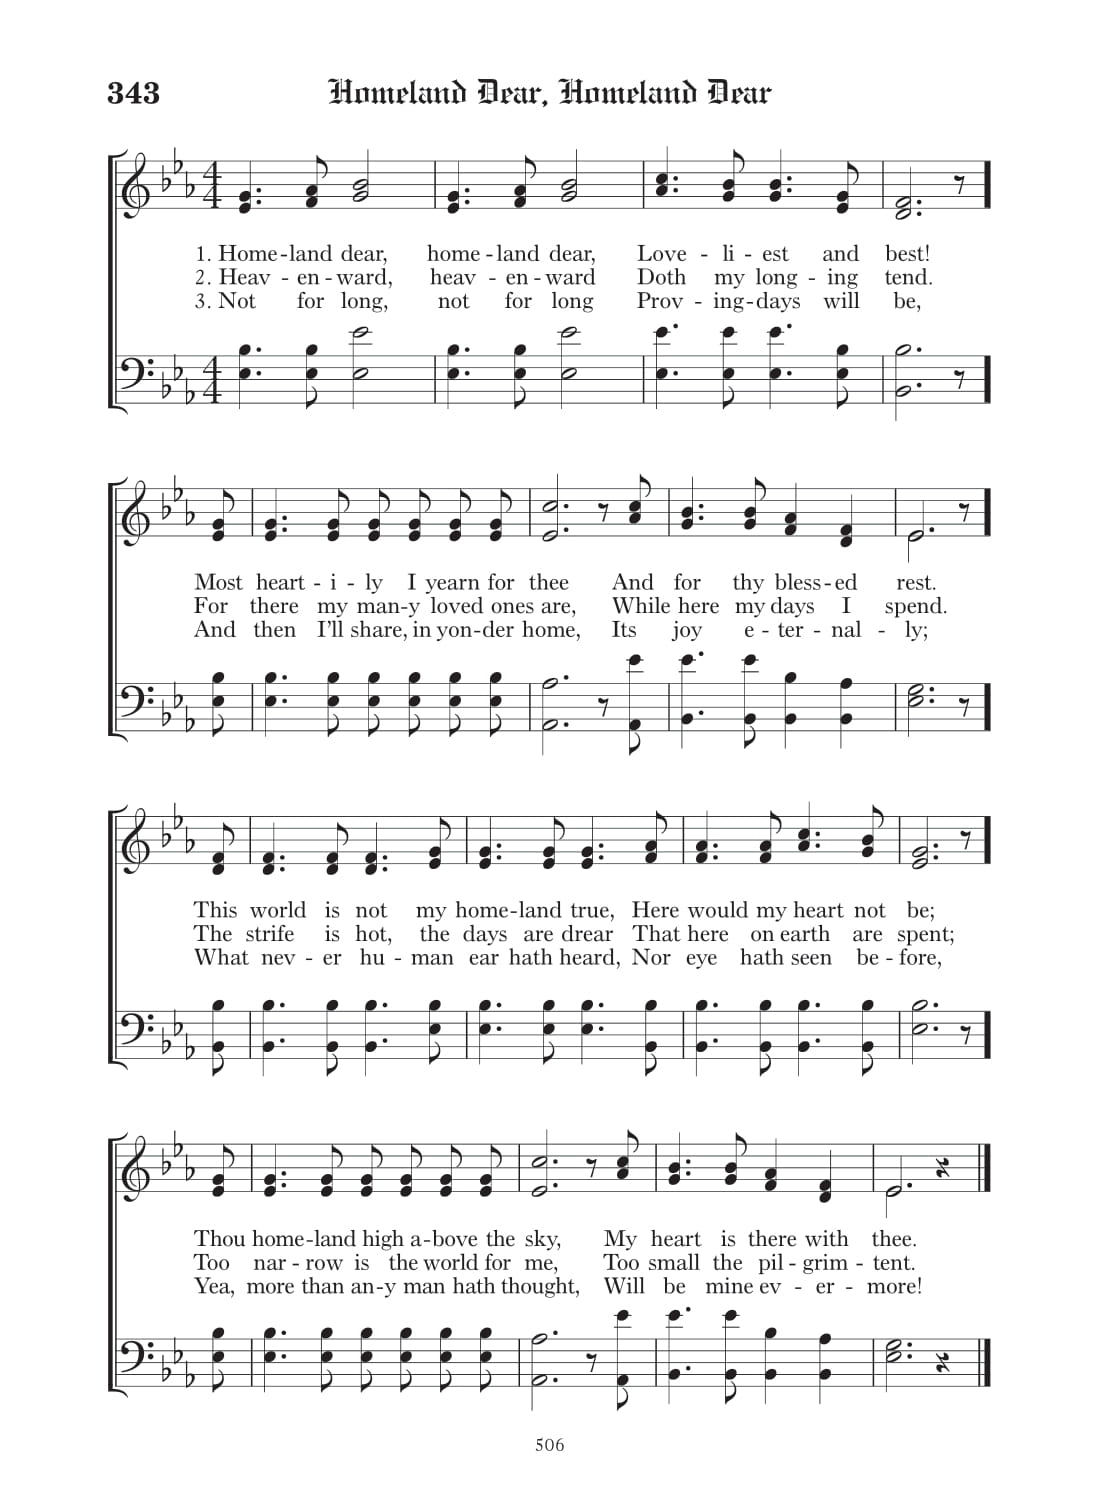 343
Homeland Dear, Homeland Dear
1. Home-land dear, home-land dear, Love - li - est and best!
2. Heav - en - ward, heav - en - ward Doth my long - ing tend.
3. Not for long, not for long Prov - ing-days will be,
Most heart - i - ly I yearn for thee And for thy bless-ed rest.
For there my man-y loved ones are, While here my days I spend.
And then I'll share, in yon-der home, Its joy e - ter - nal - ly;
This world is not my home-land true, Here would my heart not be;
The strife is hot, the days are drear That here on earth are spent;
What nev - er hu - man ear hath heard, Nor eye hath seen be - fore,
Thou home-land high a-bove the sky, My heart is there with thee.
Too nar - row is the world for me, Too small the pil - grim - tent.
Yea, more than an-y man hath thought, Will be mine ev - er - more!
506